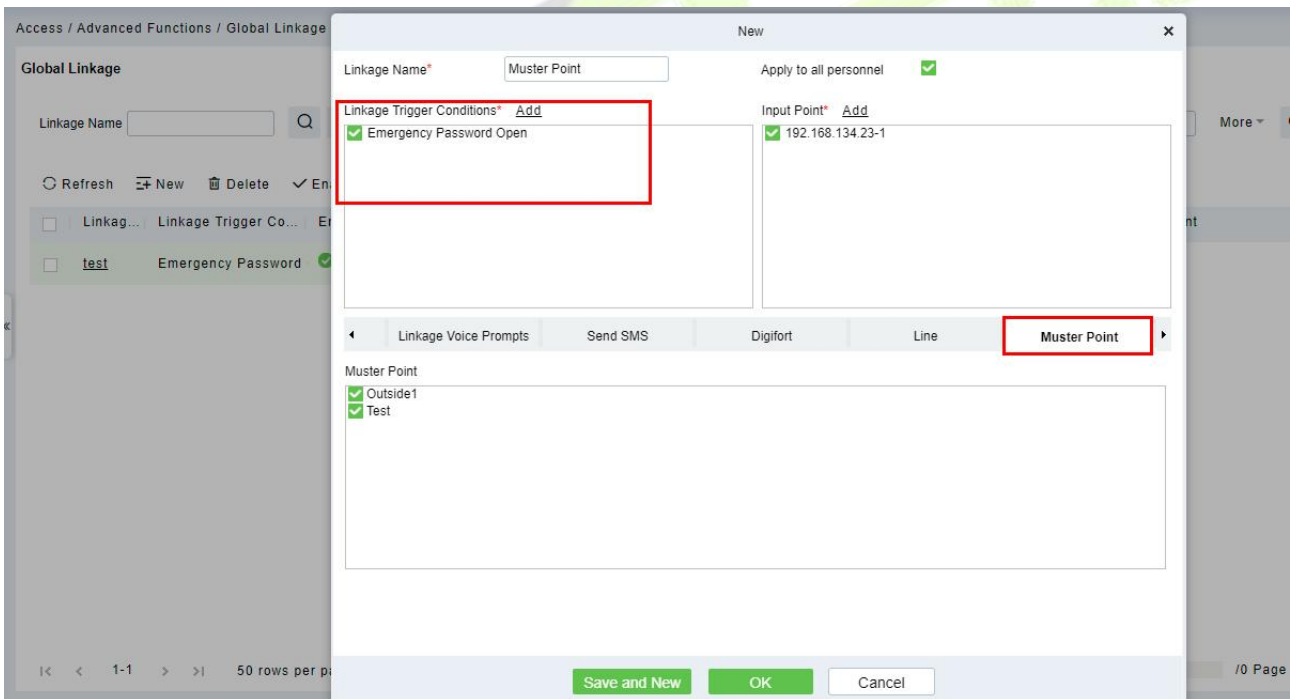 Access / Advanced Functions / Global Linkage
New
Global Linkage
Linkage Name* Muster Point Apply to all personnel
Linkage Trigger Conditions* Add Input Point* Add
Linkage Name More
Emergency Password Open 192.168.134.23-1
Refresh New Delete En
Linkag... Linkage Trigger Co... Er nt
test Emergency Password
Linkage Voice Prompts Send SMS Digifort Line Muster Point
Muster Point
Outside1
Test
1-1 50 rows per pa /0 Page
Save and New OK Cancel